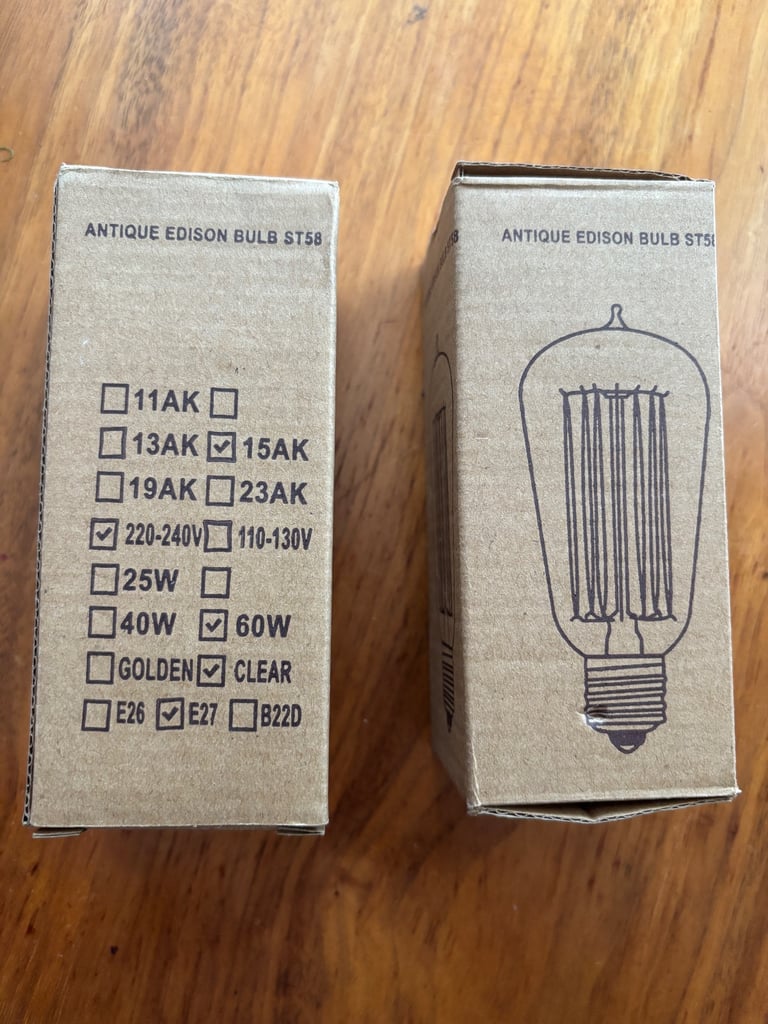 ANTIQUE EDISON BULB ST58
11AK
13AK 15AK
19AK 23AK
220-240V 110-130V
25W
40W 60W
GOLDEN CLEAR
E26 E27 B22D
ANTIQUE EDISON BULB ST58